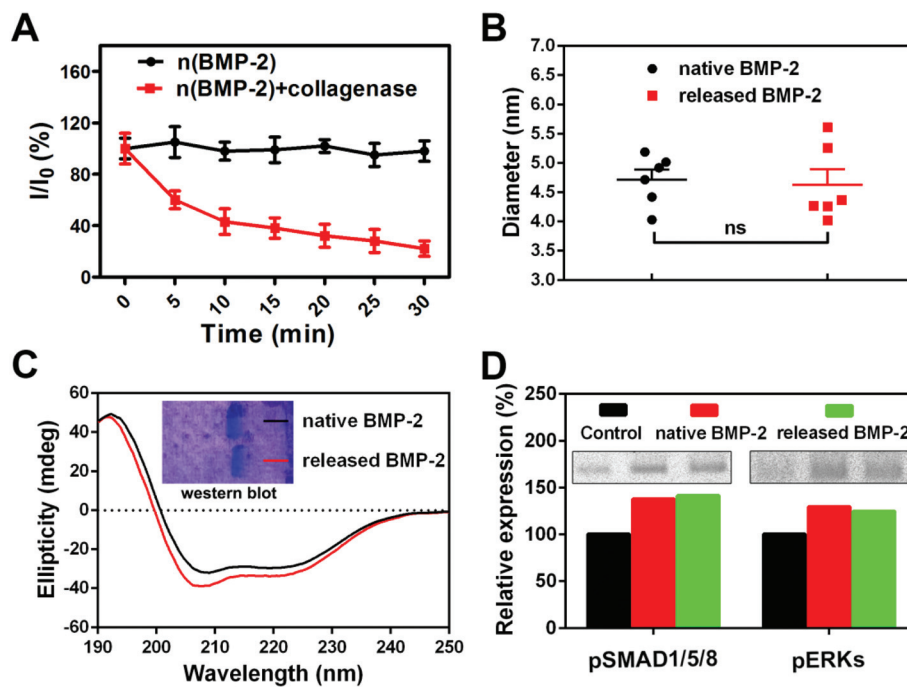 A
n(BMP-2)
n(BMP-2)+collagenase
I/I0 (%)
160
120
80
40
0
0 5 10 15 20 25 30
Time (min)
B
native BMP-2
released BMP-2
Diameter (nm)
7.0
6.5
6.0
5.5
5.0
4.5
4.0
3.5
3.0
ns
C
Ellipticity (mdeg)
60
40
20
0
-20
-40
-60
native BMP-2
released BMP-2
western blot
190 200 210 220 230 240 250
Wavelength (nm)
D
Relative expression (%)
250
200
150
100
50
0
Control native BMP-2 released BMP-2
pSMAD1/5/8 pERKs